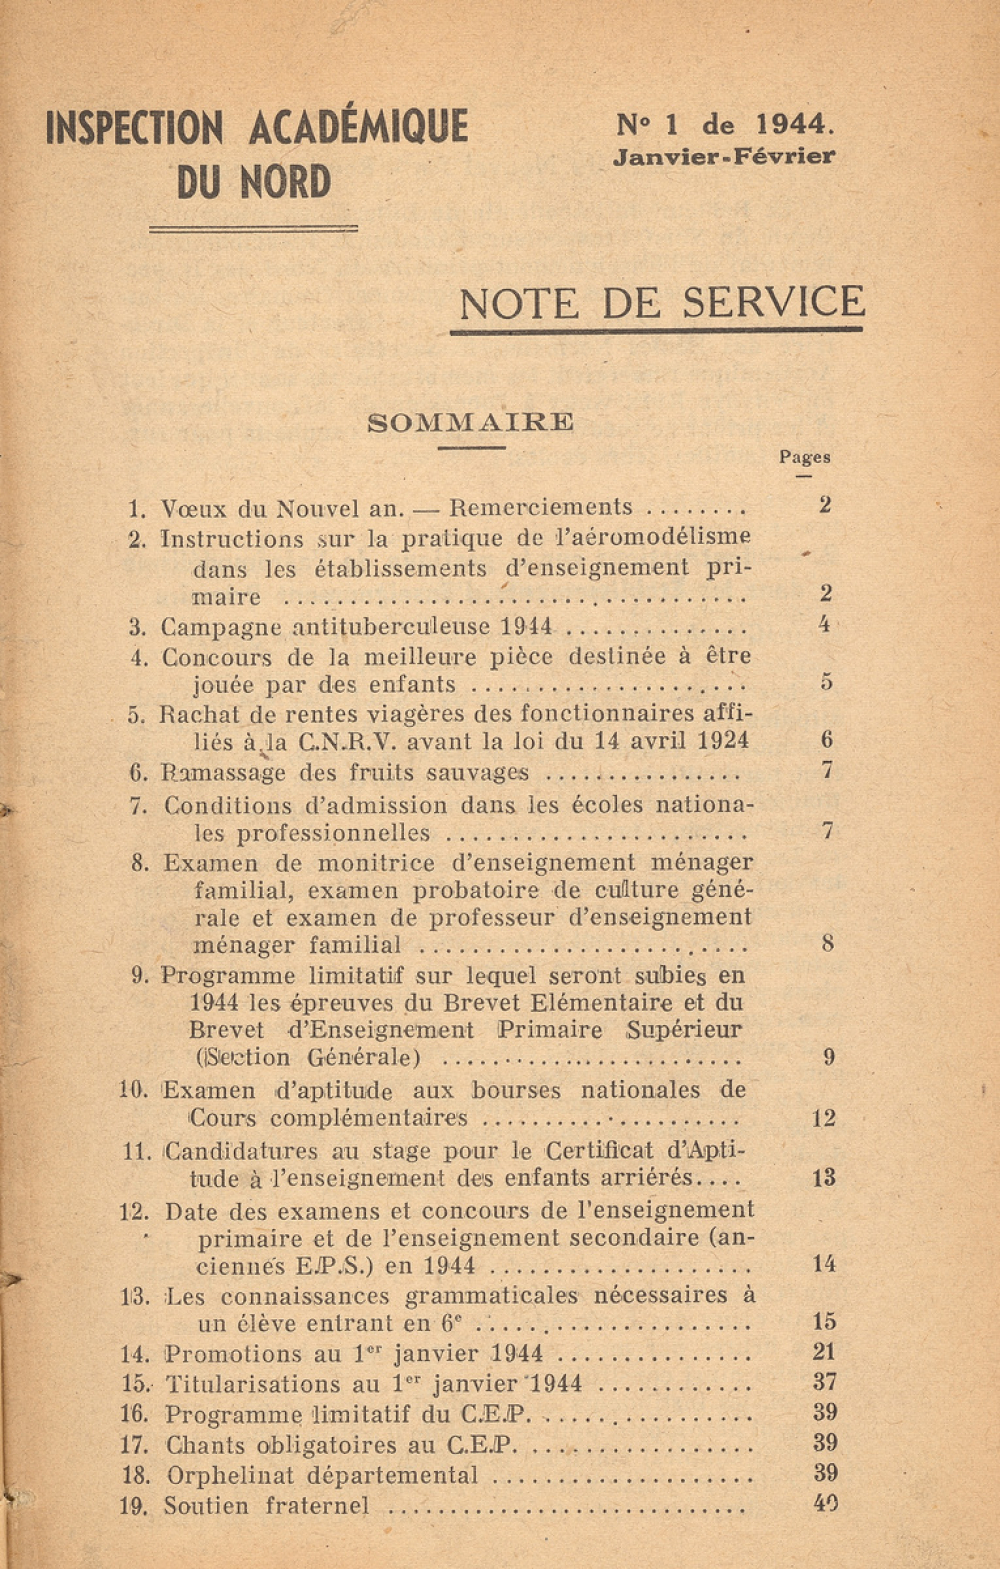 INSPECTION ACADÉMIQUE
DU NORD
N° 1 de 1944.
Janvier-Février
NOTE DE SERVICE
SOMMAIRE
Pages
1. Vœux du Nouvel an. — Remerciements ........ 2
2. Instructions sur la pratique de l'aéromodélisme
dans les établissements d'enseignement pri-
maire ................................... 2
3. Campagne antituberculeuse 1944 .............. 4
4. Concours de la meilleure pièce destinée à être
jouée par des enfants ..................... 5
5. Rachat de rentes viagères des fonctionnaires affi-
liés à la C.N.R.V. avant la loi du 14 avril 1924 6
6. Ramassage des fruits sauvages ............... 7
7. Conditions d'admission dans les écoles nationa-
les professionnelles ....................... 7
8. Examen de monitrice d'enseignement ménager
familial, examen probatoire de culture géné-
rale et examen de professeur d'enseignement
ménager familial ......................... 8
9. Programme limitatif sur lequel seront subies en
1944 les épreuves du Brevet Elémentaire et du
Brevet d'Enseignement Primaire Supérieur
(Section Générale) ....................... 9
10. Examen d'aptitude aux bourses nationales de
Cours complémentaires .................... 12
11. Candidatures au stage pour le Certificat d'Apti-
tude à l'enseignement des enfants arriérés.... 13
12. Date des examens et concours de l'enseignement
primaire et de l'enseignement secondaire (an-
ciennes E.P.S.) en 1944 .................... 14
13. Les connaissances grammaticales nécessaires à
un élève entrant en 6e ..................... 15
14. Promotions au 1er janvier 1944 ............... 21
15. Titularisations au 1er janvier 1944 ............ 37
16. Programme limitatif du C.E.P. ................ 39
17. Chants obligatoires au C.E.P. ................. 39
18. Orphelinat départemental .................... 39
19. Soutien fraternel ........................... 40